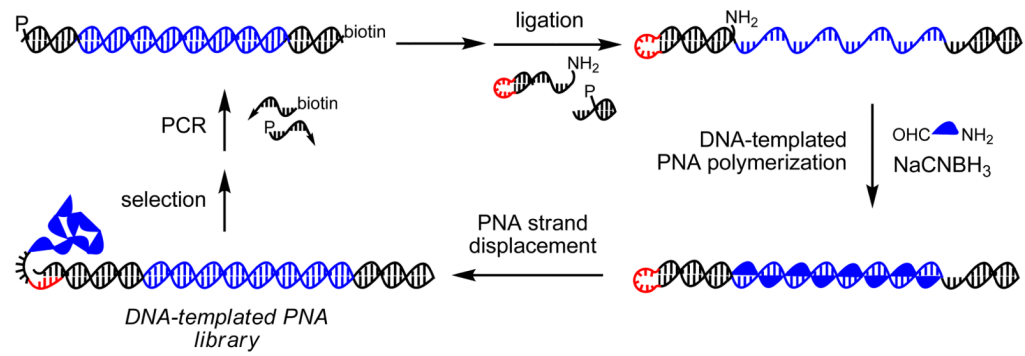 P
biotin
ligation
NH2
P
NH2
PCR
biotin
P
DNA-templated
PNA polymerization
OHC
NH2
NaCNBH3
selection
PNA strand
displacement
DNA-templated PNA
library